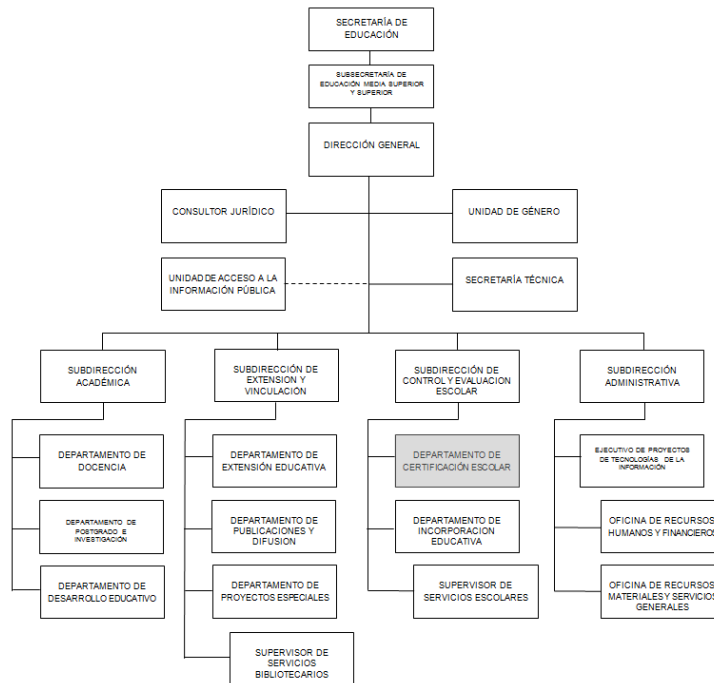 SECRETARÍA DE
EDUCACIÓN
SUBSECRETARÍA DE
EDUCACIÓN MEDIA SUPERIOR
Y SUPERIOR
DIRECCIÓN GENERAL
CONSULTOR JURÍDICO
UNIDAD DE GÉNERO
UNIDAD DE ACCESO A LA
INFORMACIÓN PÚBLICA
SECRETARÍA TÉCNICA
SUBDIRECCIÓN
ACADÉMICA
SUBDIRECCIÓN DE
EXTENSION Y
VINCULACIÓN
SUBDIRECCIÓN DE
CONTROL Y EVALUACION
ESCOLAR
SUBDIRECCIÓN
ADMINISTRATIVA
DEPARTAMENTO DE
DOCENCIA
DEPARTAMENTO DE
EXTENSIÓN EDUCATIVA
DEPARTAMENTO DE
CERTIFICACIÓN ESCOLAR
EJECUTIVO DE PROYECTOS
DE TECNOLOGÍAS DE LA
INFORMACIÓN
DEPARTAMENTO DE
POSTGRADO E
INVESTIGACIÓN
DEPARTAMENTO DE
PUBLICACIONES Y
DIFUSION
DEPARTAMENTO DE
INCORPORACION
EDUCATIVA
OFICINA DE RECURSOS
HUMANOS Y FINANCIEROS
DEPARTAMENTO DE
DESARROLLO EDUCATIVO
DEPARTAMENTO DE
PROYECTOS ESPECIALES
SUPERVISOR DE
SERVICIOS ESCOLARES
OFICINA DE RECURSOS
MATERIALES Y SERVICIOS
GENERALES
SUPERVISOR DE
SERVICIOS
BIBLIOTECARIOS